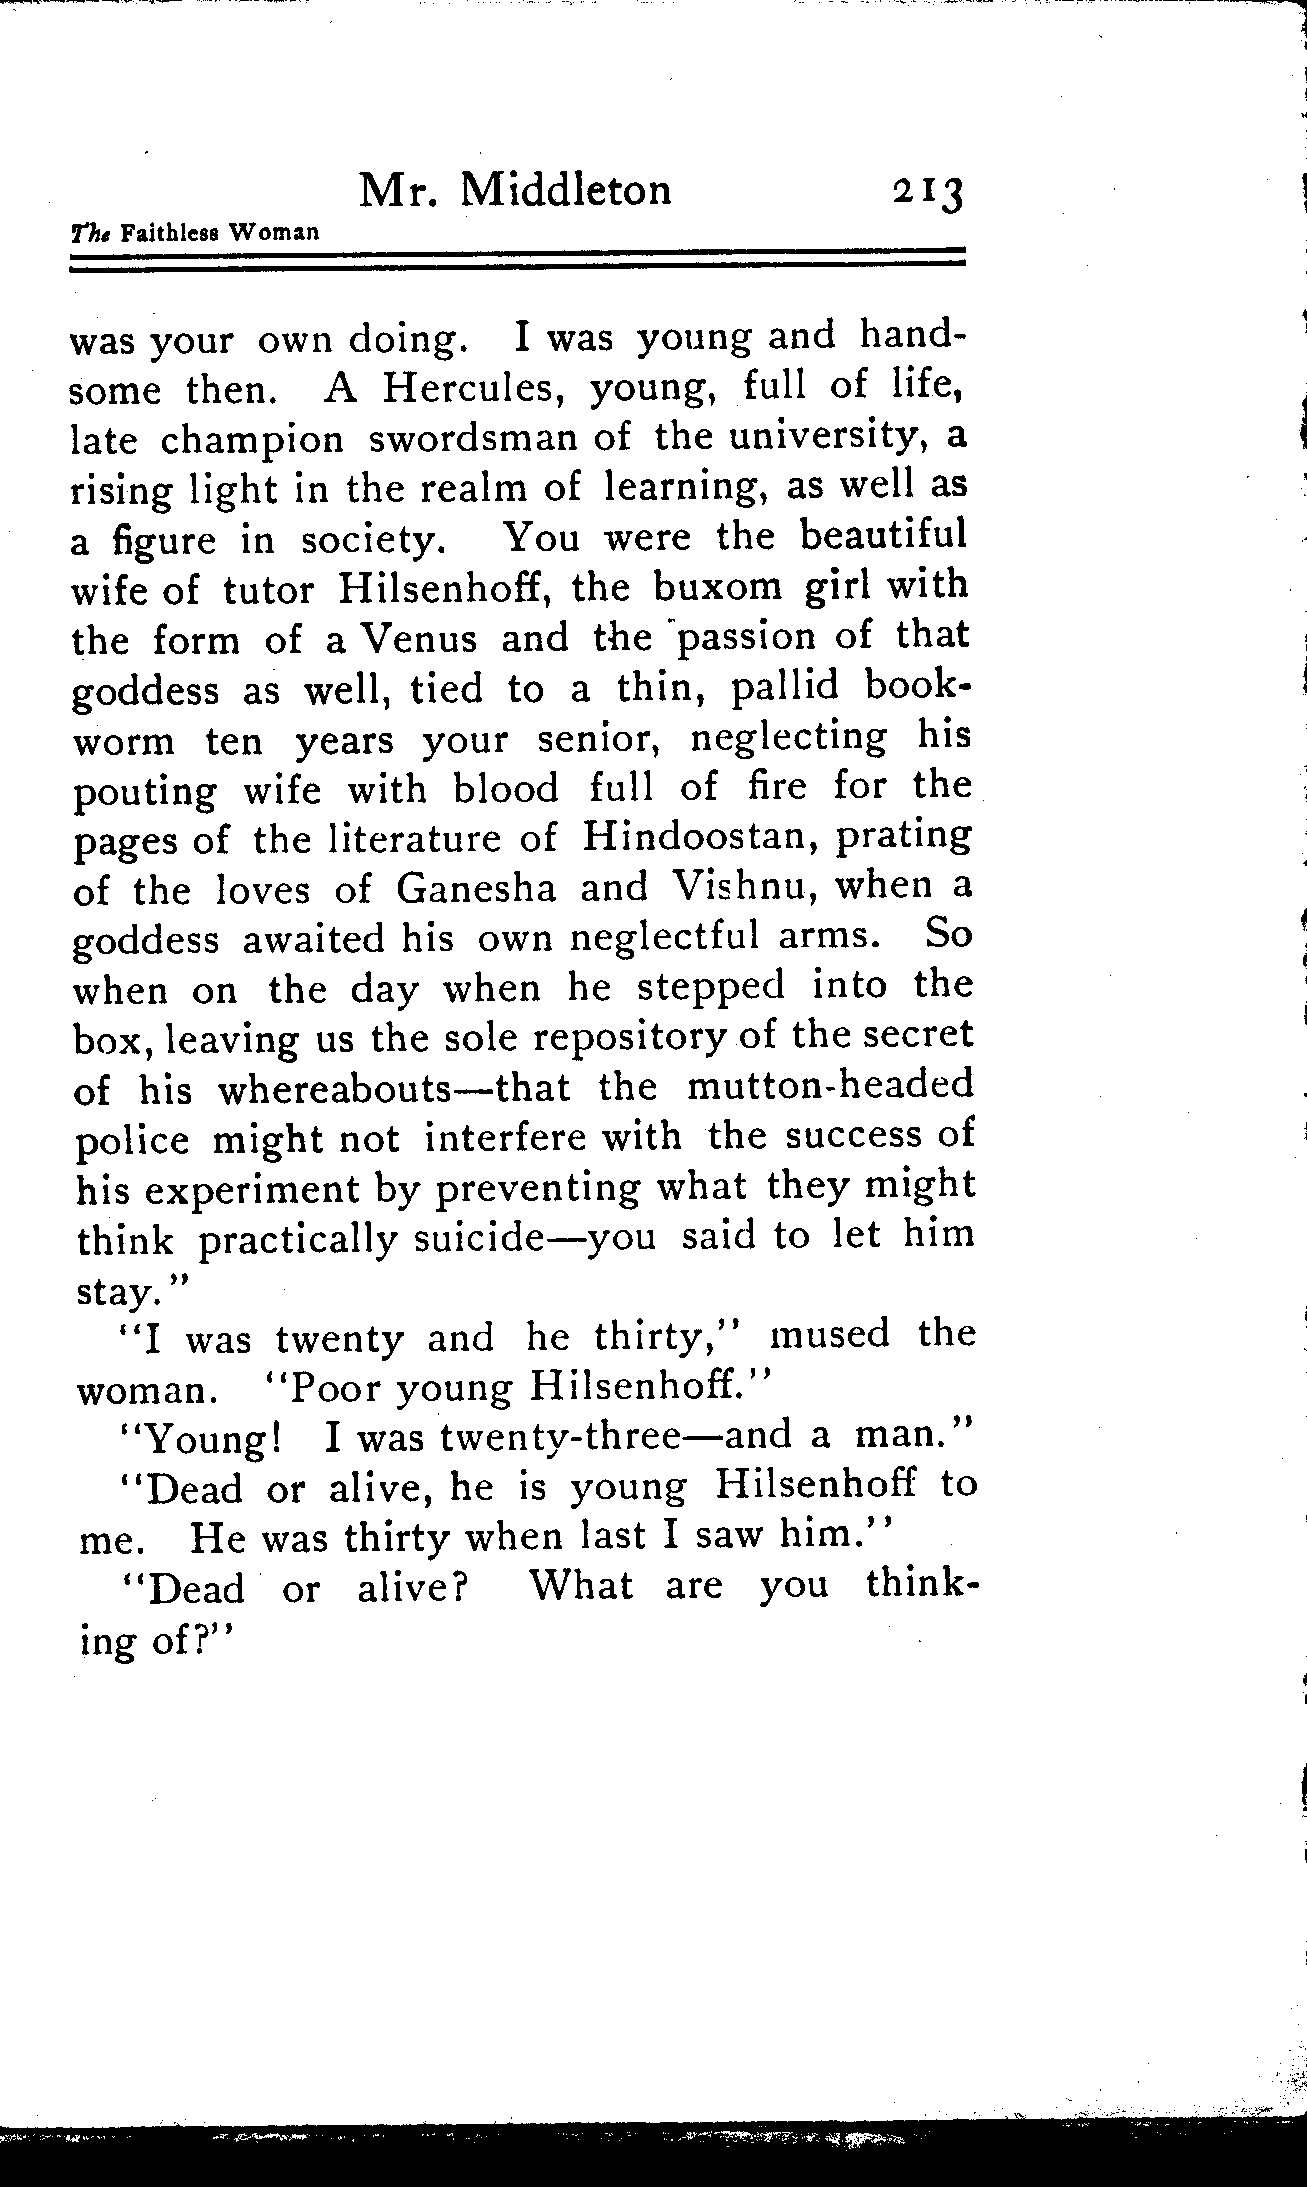 Mr. Middleton 213
The Faithless Woman
was your own doing. I was young and hand-
some then. A Hercules, young, full of life,
late champion swordsman of the university, a
rising light in the realm of learning, as well as
a figure in society. You were the beautiful
wife of tutor Hilsenhoff, the buxom girl with
the form of a Venus and the passion of that
goddess as well, tied to a thin, pallid book-
worm ten years your senior, neglecting his
pouting wife with blood full of fire for the
pages of the literature of Hindoostan, prating
of the loves of Ganesha and Vishnu, when a
goddess awaited his own neglectful arms. So
when on the day when he stepped into the
box, leaving us the sole repository of the secret
of his whereabouts—that the mutton-headed
police might not interfere with the success of
his experiment by preventing what they might
think practically suicide—you said to let him
stay."
"I was twenty and he thirty," mused the
woman. "Poor young Hilsenhoff."
"Young! I was twenty-three—and a man."
"Dead or alive, he is young Hilsenhoff to
me. He was thirty when last I saw him."
"Dead or alive? What are you think-
ing of?"